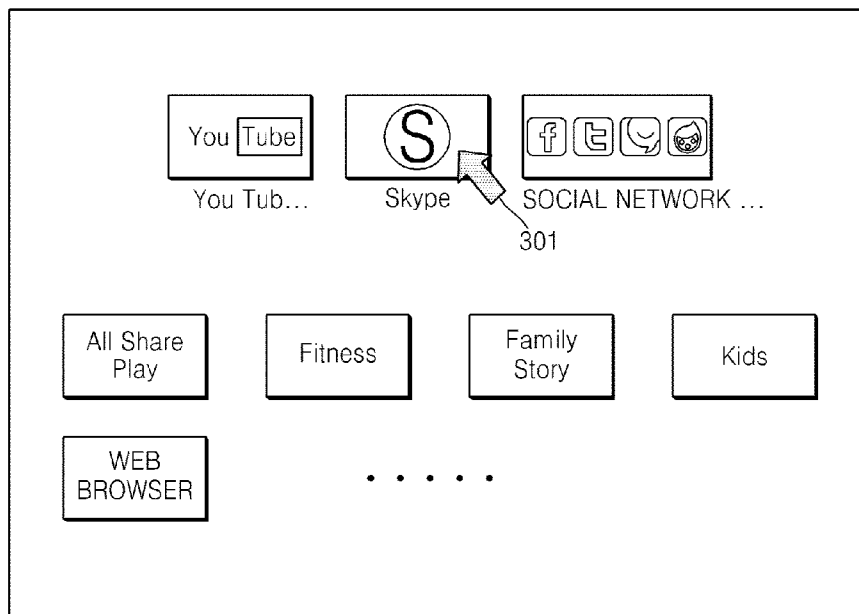 You Tube
S
f t
You Tub...
Skype
SOCIAL NETWORK ...
301
All Share
Play
Fitness
Family
Story
Kids
WEB
BROWSER